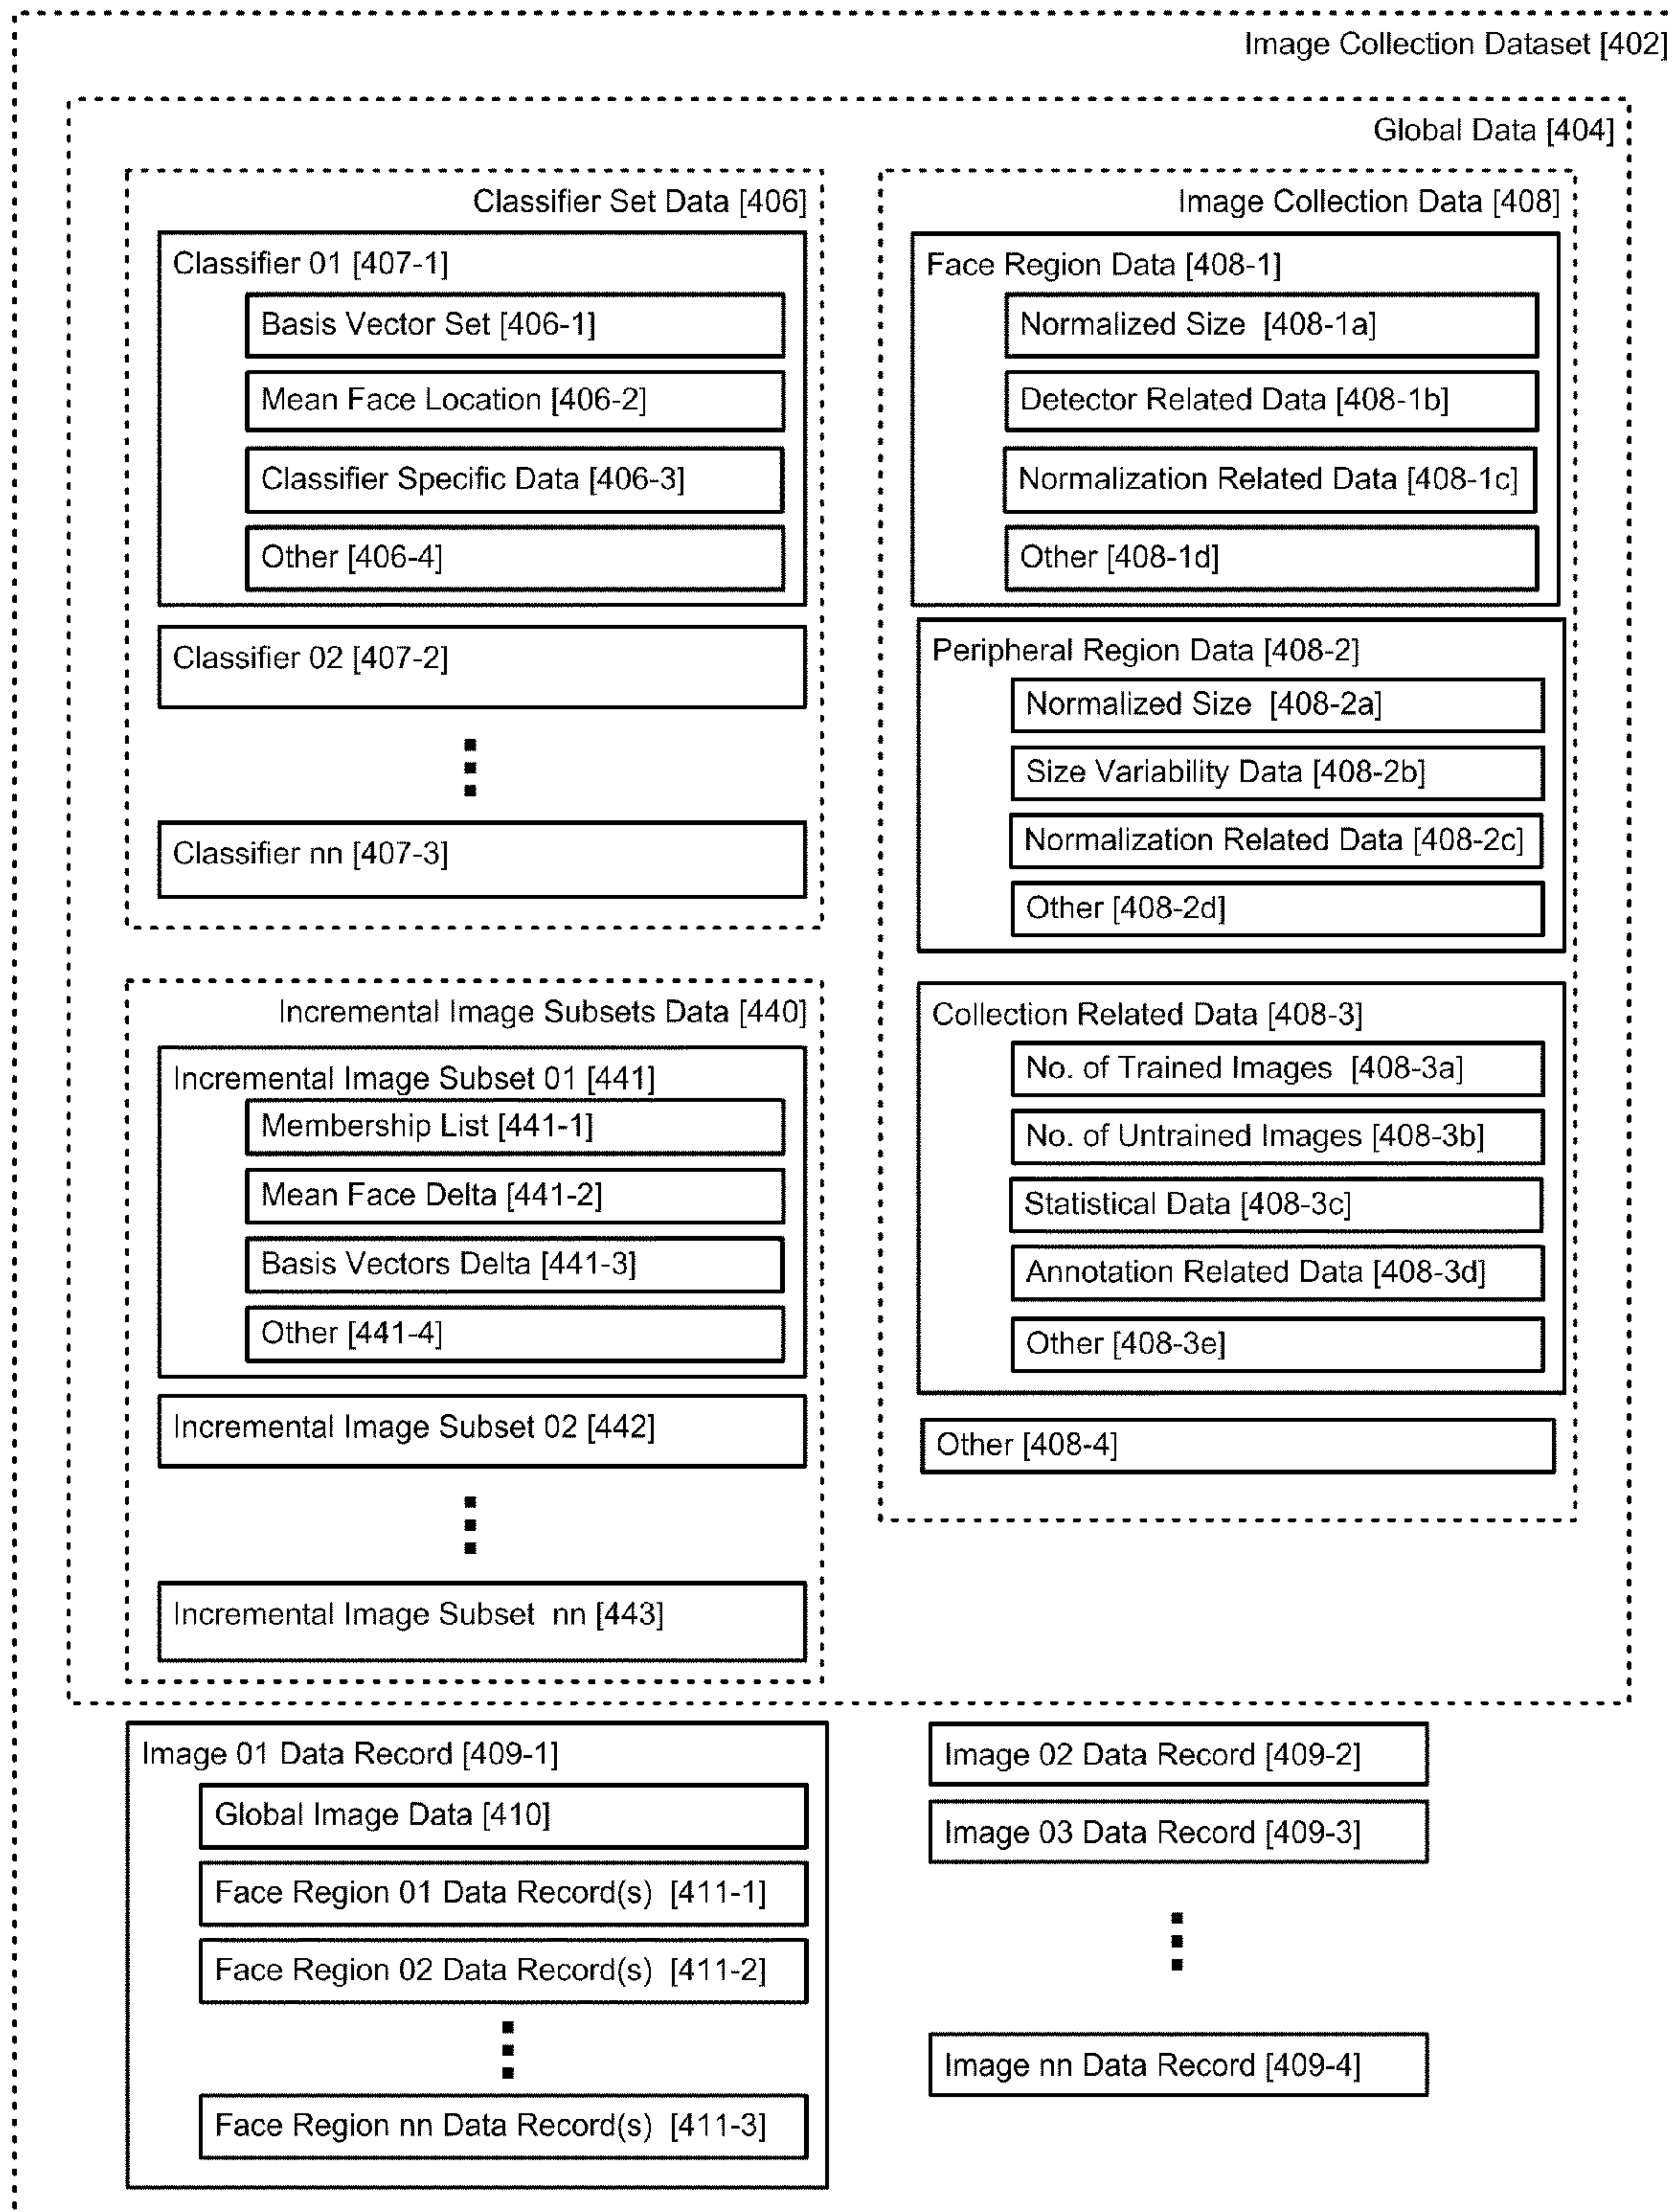 Image Collection Dataset [402]
Global Data [404]
Classifier Set Data [406]
Classifier 01 [407-1]
Basis Vector Set [406-1]
Mean Face Location [406-2]
Classifier Specific Data [406-3]
Other [406-4]
Classifier 02 [407-2]
Classifier nn [407-3]
Incremental Image Subsets Data [440]
Incremental Image Subset 01 [441]
Membership List [441-1]
Mean Face Delta [441-2]
Basis Vectors Delta [441-3]
Other [441-4]
Incremental Image Subset 02 [442]
Incremental Image Subset nn [443]
Image Collection Data [408]
Face Region Data [408-1]
Normalized Size [408-1a]
Detector Related Data [408-1b]
Normalization Related Data [408-1c]
Other [408-1d]
Peripheral Region Data [408-2]
Normalized Size [408-2a]
Size Variability Data [408-2b]
Normalization Related Data [408-2c]
Other [408-2d]
Collection Related Data [408-3]
No. of Trained Images [408-3a]
No. of Untrained Images [408-3b]
Statistical Data [408-3c]
Annotation Related Data [408-3d]
Other [408-3e]
Other [408-4]
Image 01 Data Record [409-1]
Global Image Data [410]
Face Region 01 Data Record(s) [411-1]
Face Region 02 Data Record(s) [411-2]
Face Region nn Data Record(s) [411-3]
Image 02 Data Record [409-2]
Image 03 Data Record [409-3]
Image nn Data Record [409-4]